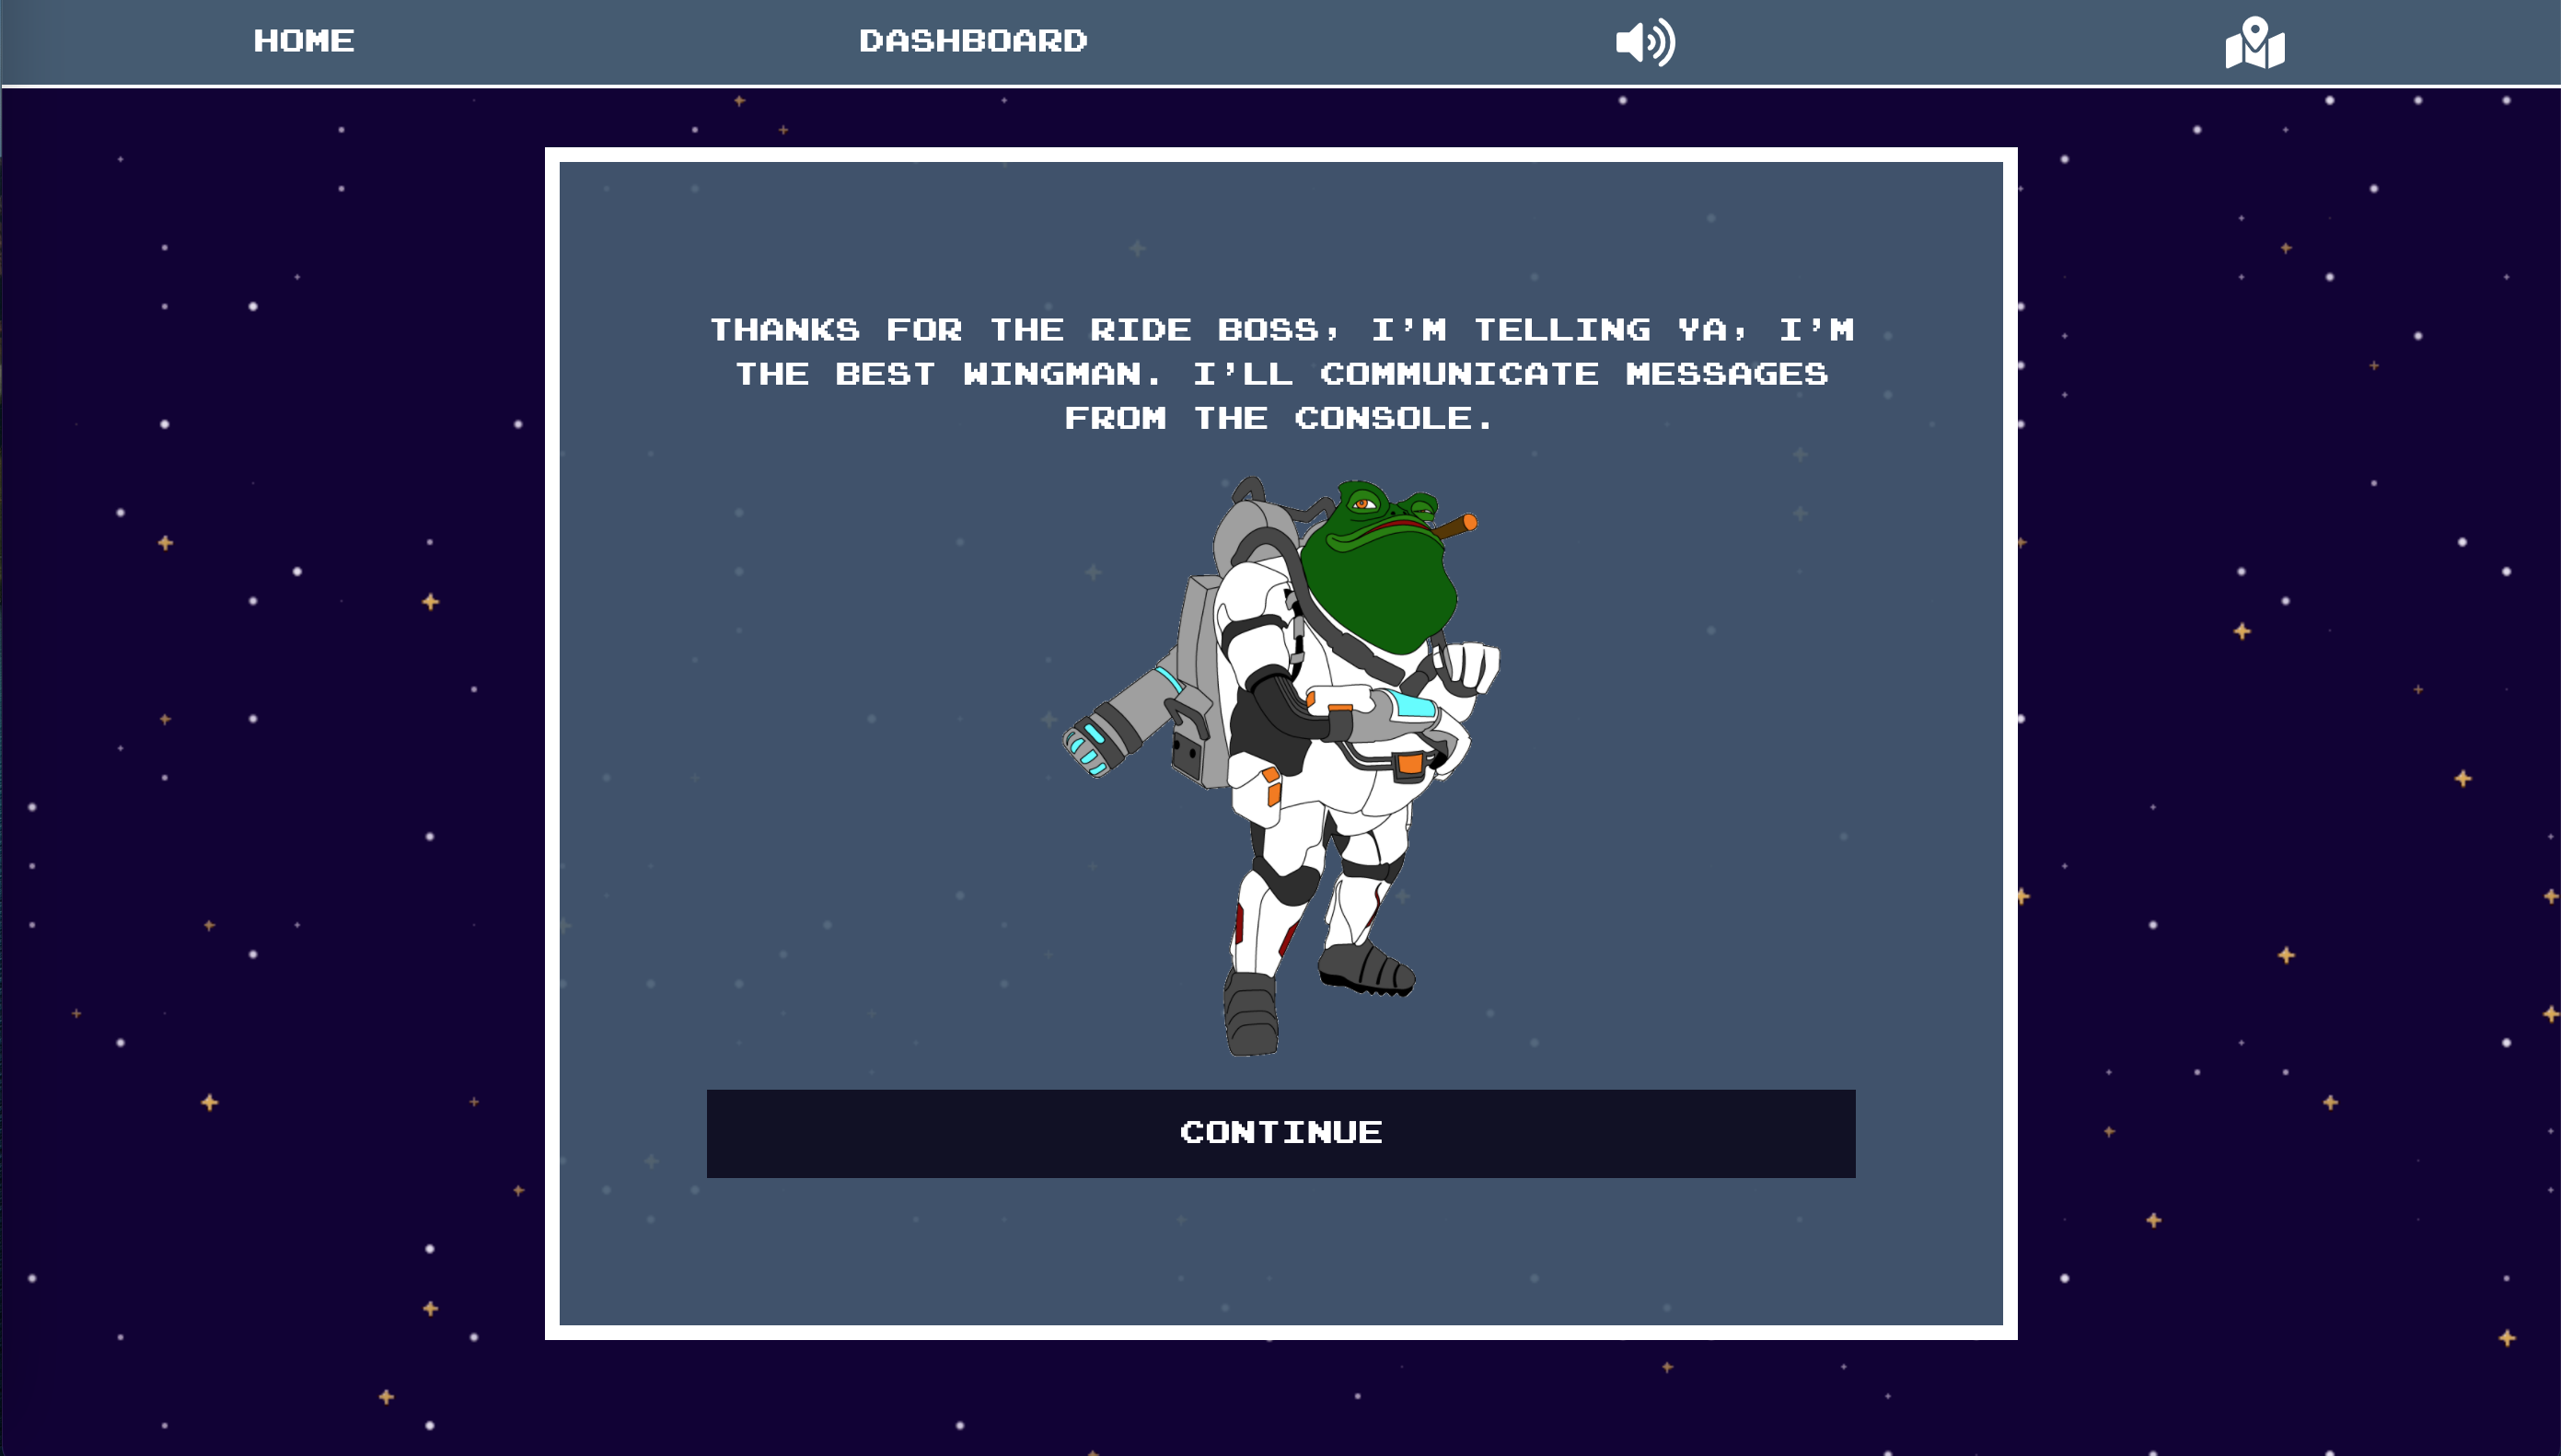 HOME
DASHBOARD
THANKS FOR THE RIDE BOSS, I'M TELLING YA, I'M
THE BEST WINGMAN. I'LL COMMUNICATE MESSAGES
FROM THE CONSOLE.
CONTINUE